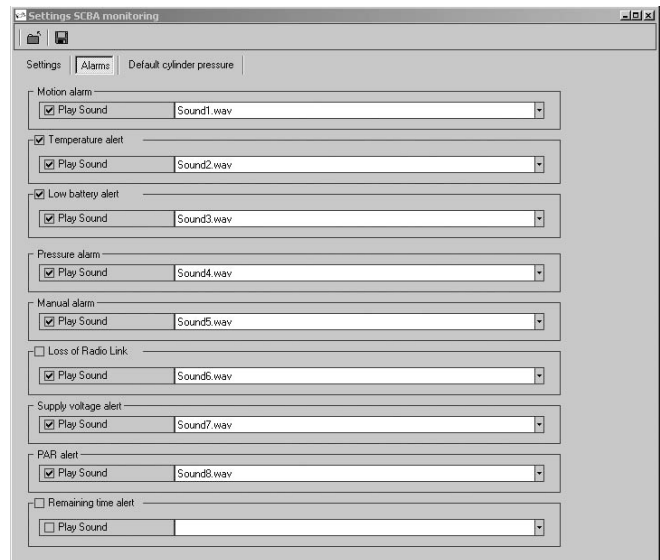 Settings SCBA monitoring
Settings Alarms Default cylinder pressure
Motion alarm
Play Sound Sound1.wav
Temperature alert
Play Sound Sound2.wav
Low battery alert
Play Sound Sound3.wav
Pressure alarm
Play Sound Sound4.wav
Manual alarm
Play Sound Sound5.wav
Loss of Radio Link
Play Sound Sound6.wav
Supply voltage alert
Play Sound Sound7.wav
PAR alert
Play Sound Sound8.wav
Remaining time alert
Play Sound